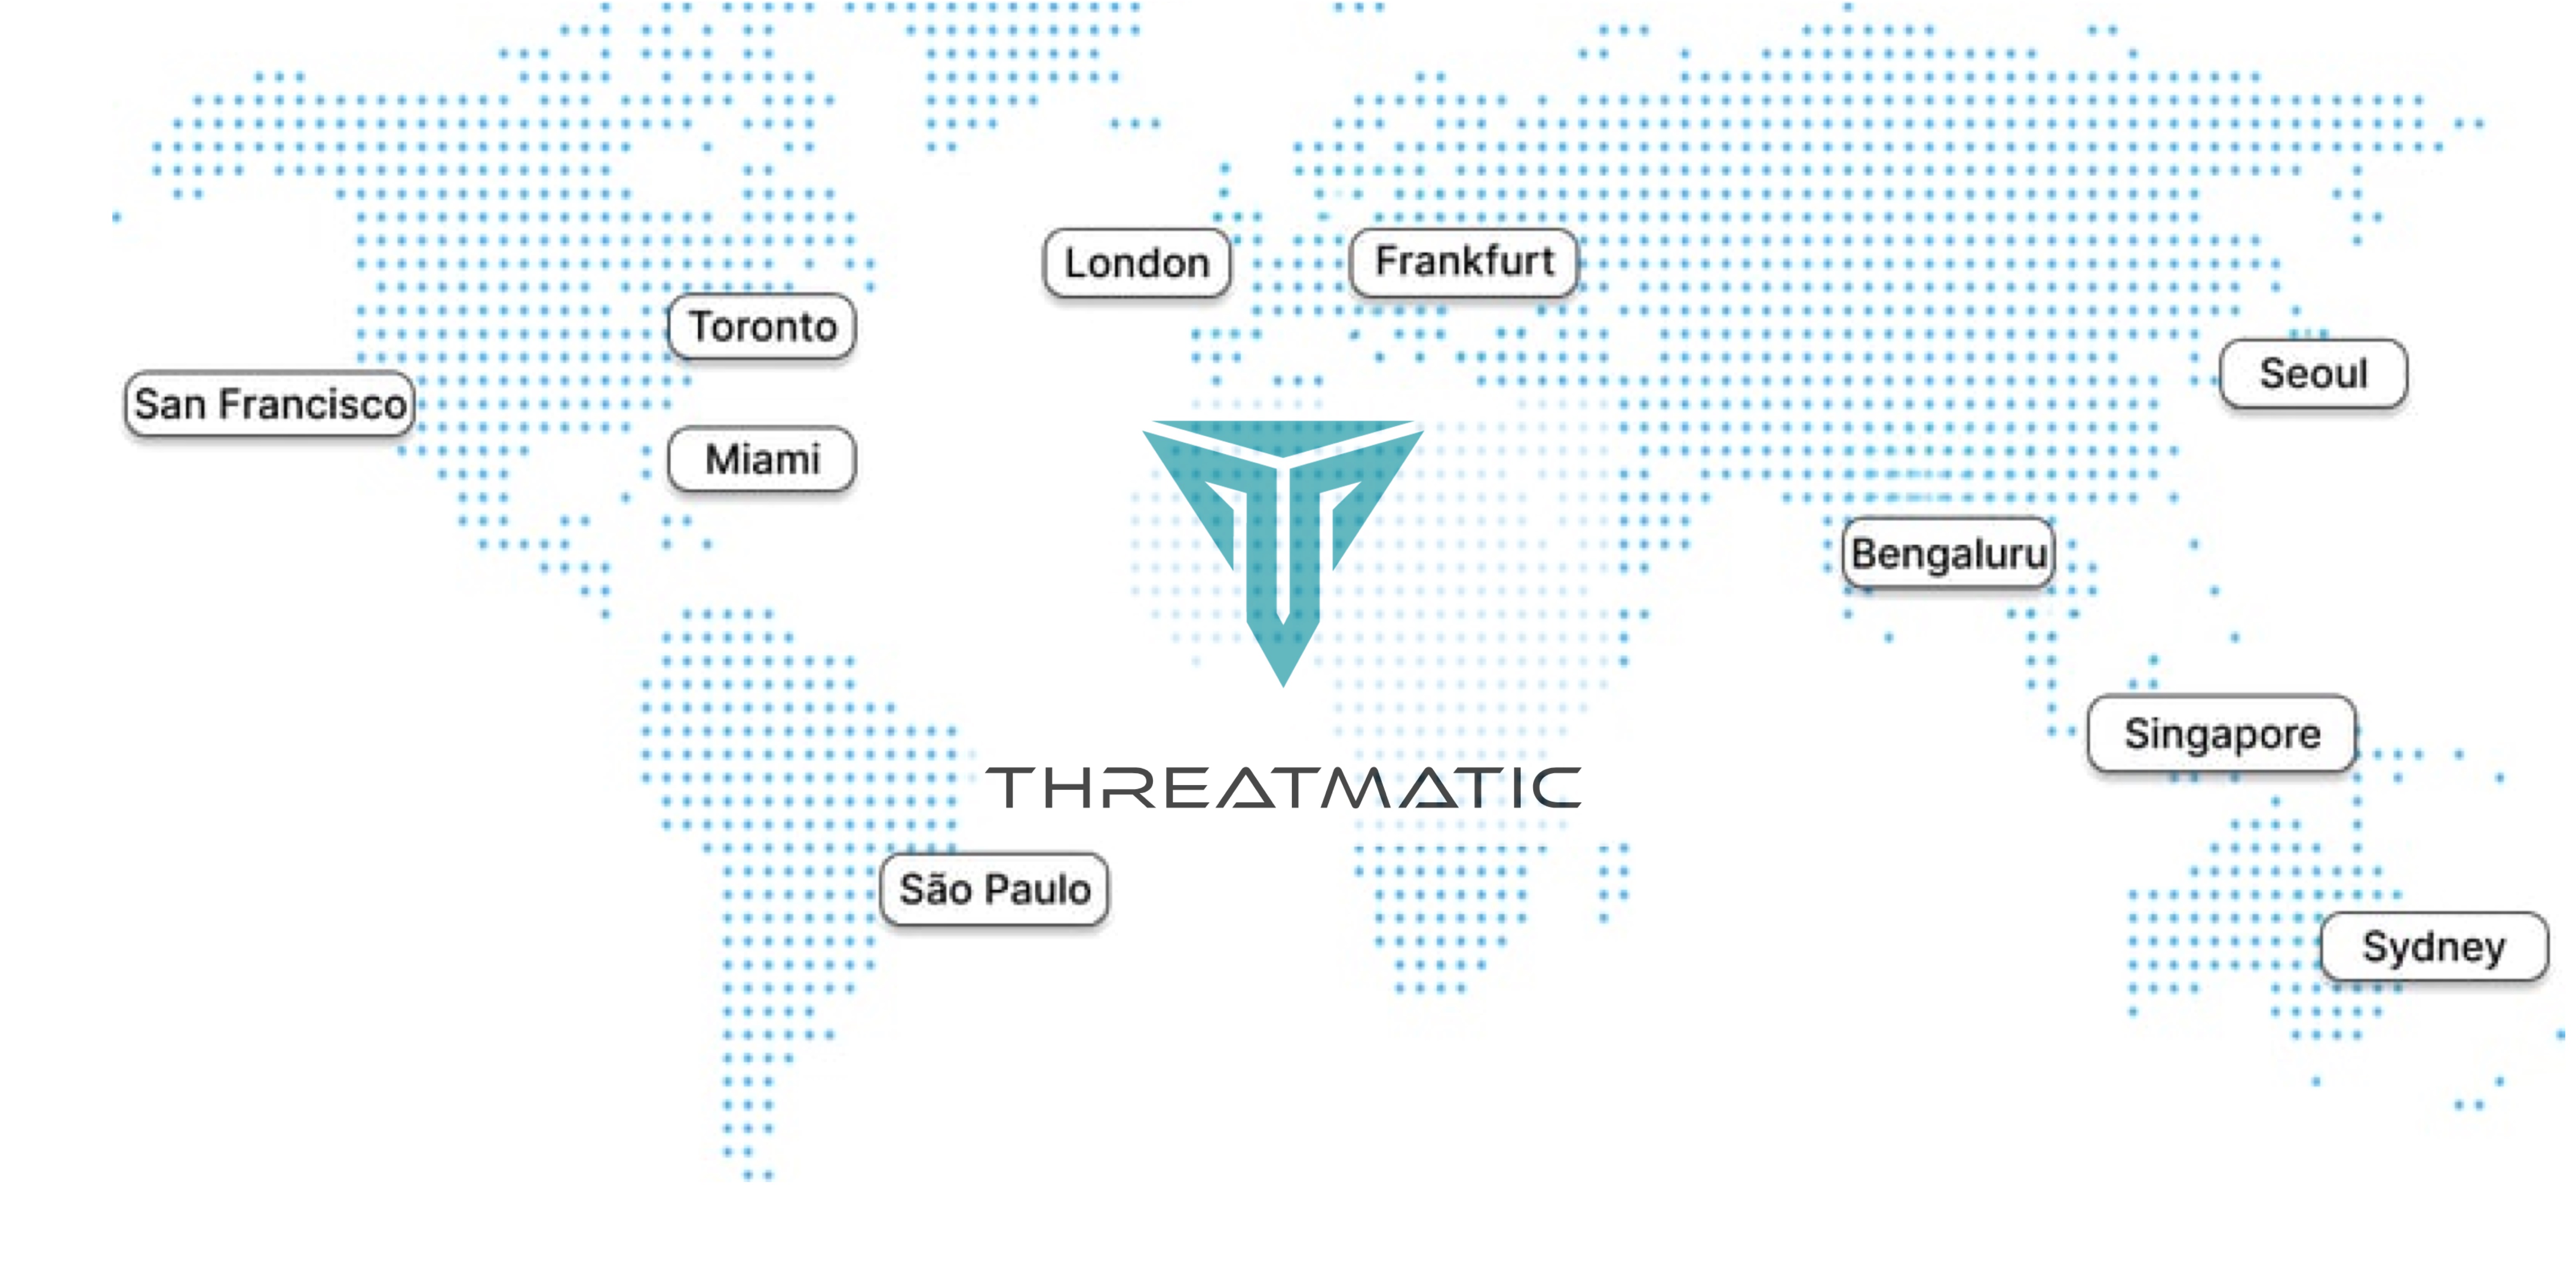 London
Frankfurt
Toronto
Seoul
San Francisco
Miami
Bengaluru
Singapore
THREATMATIC
São Paulo
Sydney